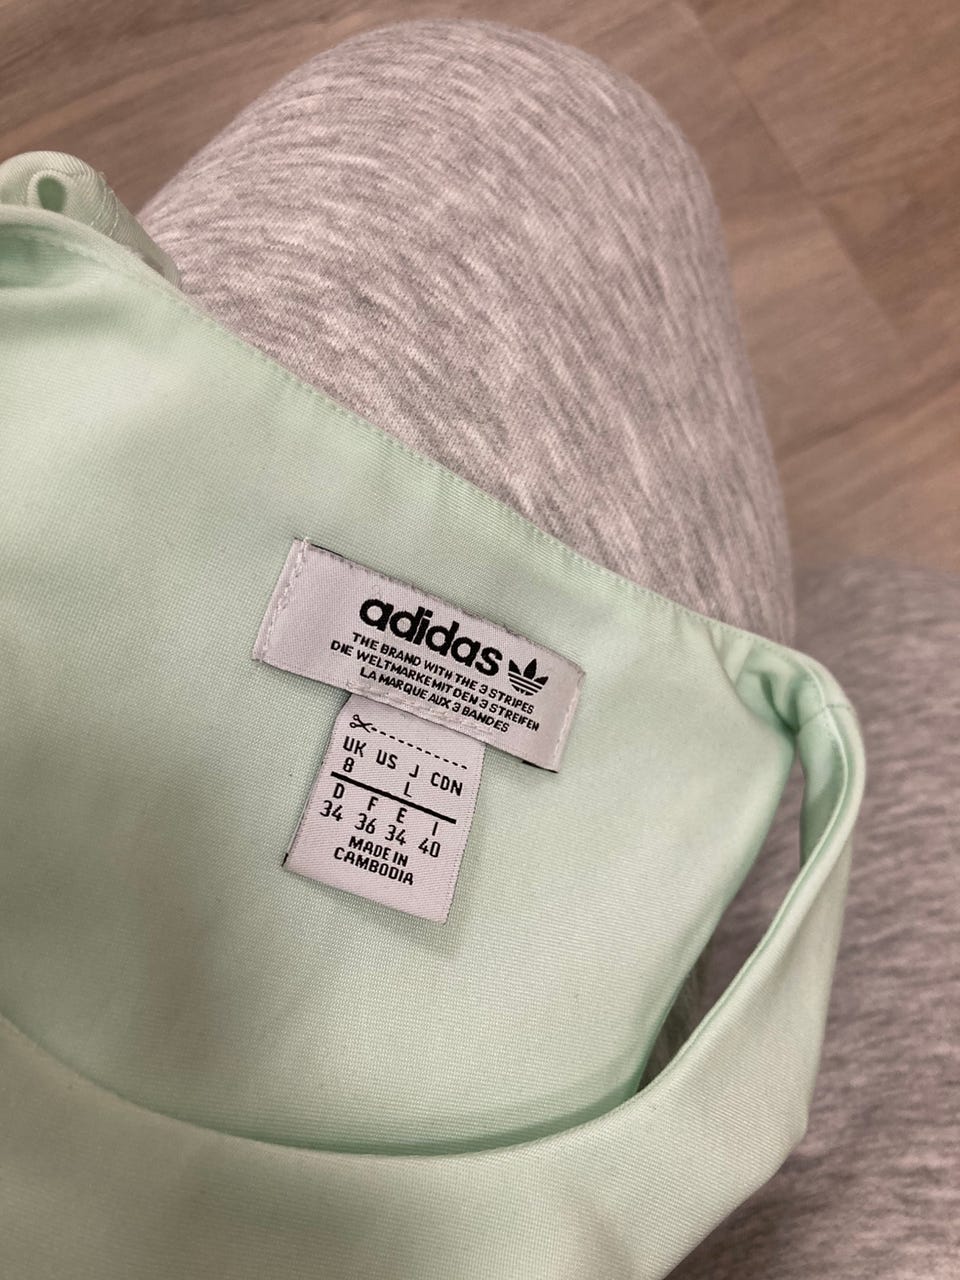 adidas
THE BRAND WITH THE 3 STRIPES
DIE WELTMARKE MIT DEN 3 STREIFEN
LA MARQUE AUX 3 BANDES
UK US J CDN
8 L
D F E I
34 36 34 40
MADE IN
CAMBODIA